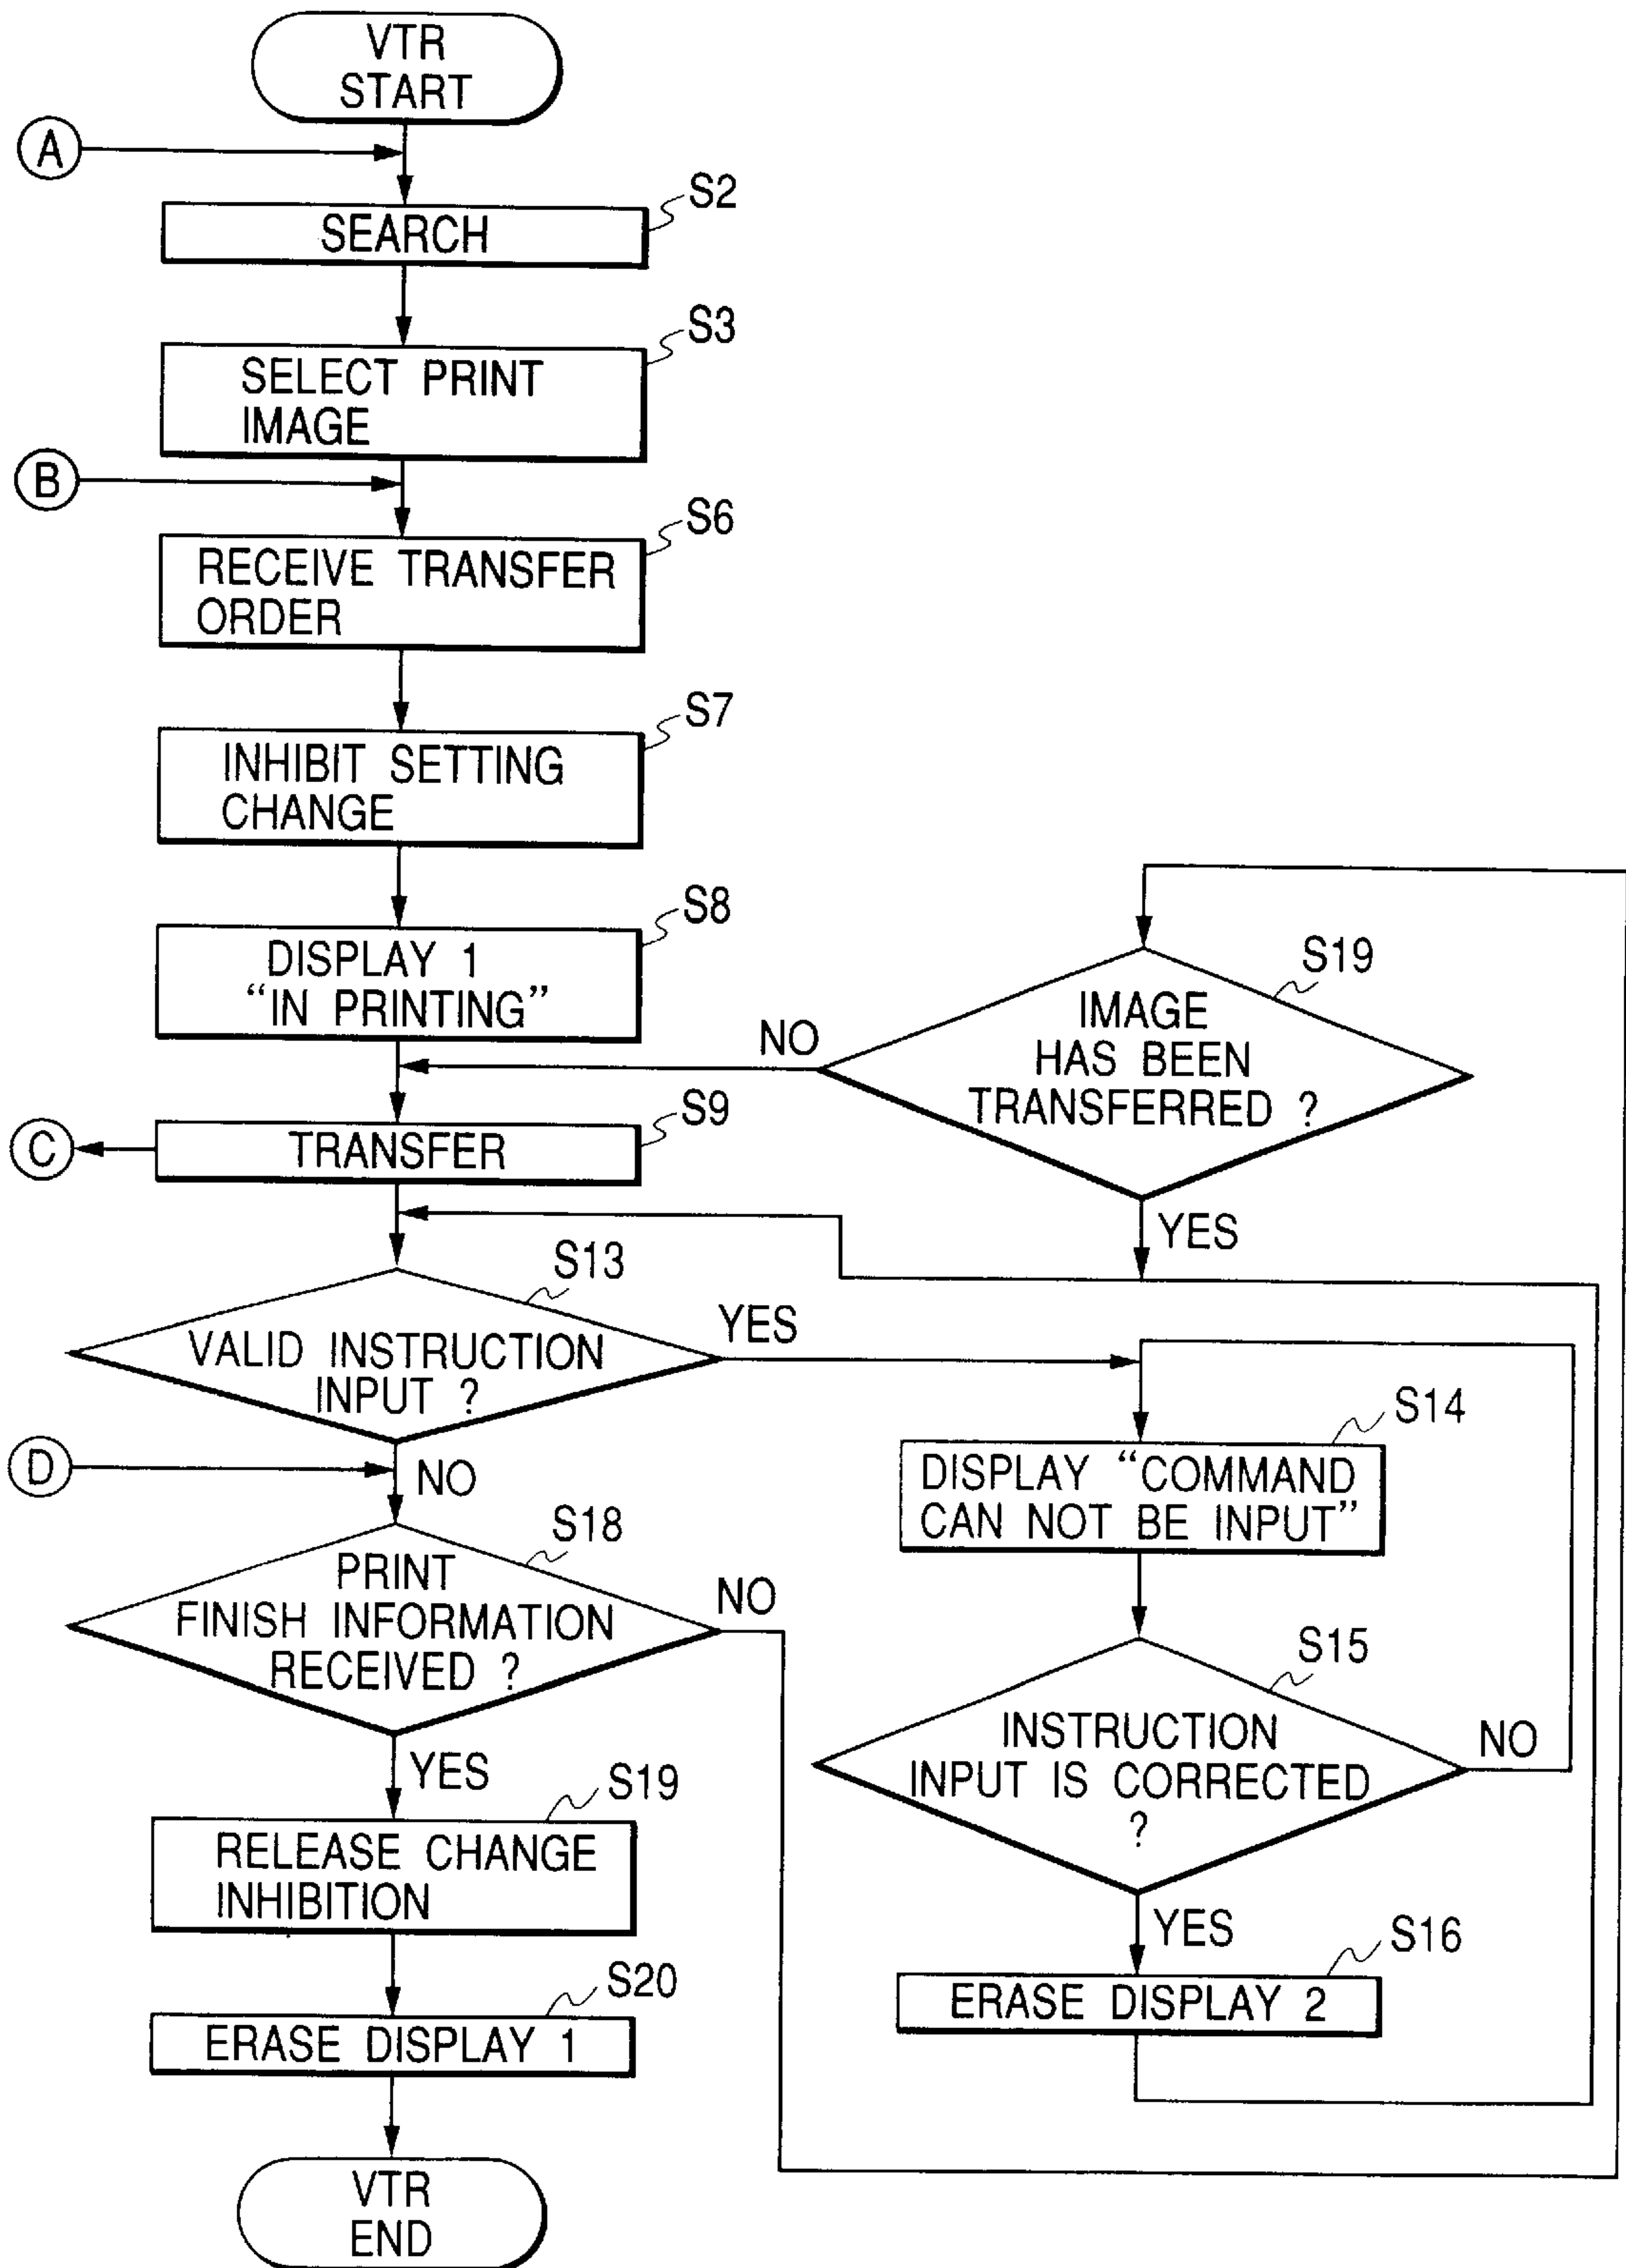 VTR
START
A
S2
SEARCH
S3
SELECT PRINT
IMAGE
B
S6
RECEIVE TRANSFER
ORDER
S7
INHIBIT SETTING
CHANGE
S8
DISPLAY 1
“IN PRINTING”
S19
IMAGE
HAS BEEN
TRANSFERRED ?
NO
YES
S9
TRANSFER
C
S13
VALID INSTRUCTION
INPUT ?
YES
NO
D
S14
DISPLAY “COMMAND
CAN NOT BE INPUT”
S18
PRINT
FINISH INFORMATION
RECEIVED ?
NO
YES
S15
INSTRUCTION
INPUT IS CORRECTED
?
NO
YES
S19
RELEASE CHANGE
INHIBITION
S16
ERASE DISPLAY 2
S20
ERASE DISPLAY 1
VTR
END